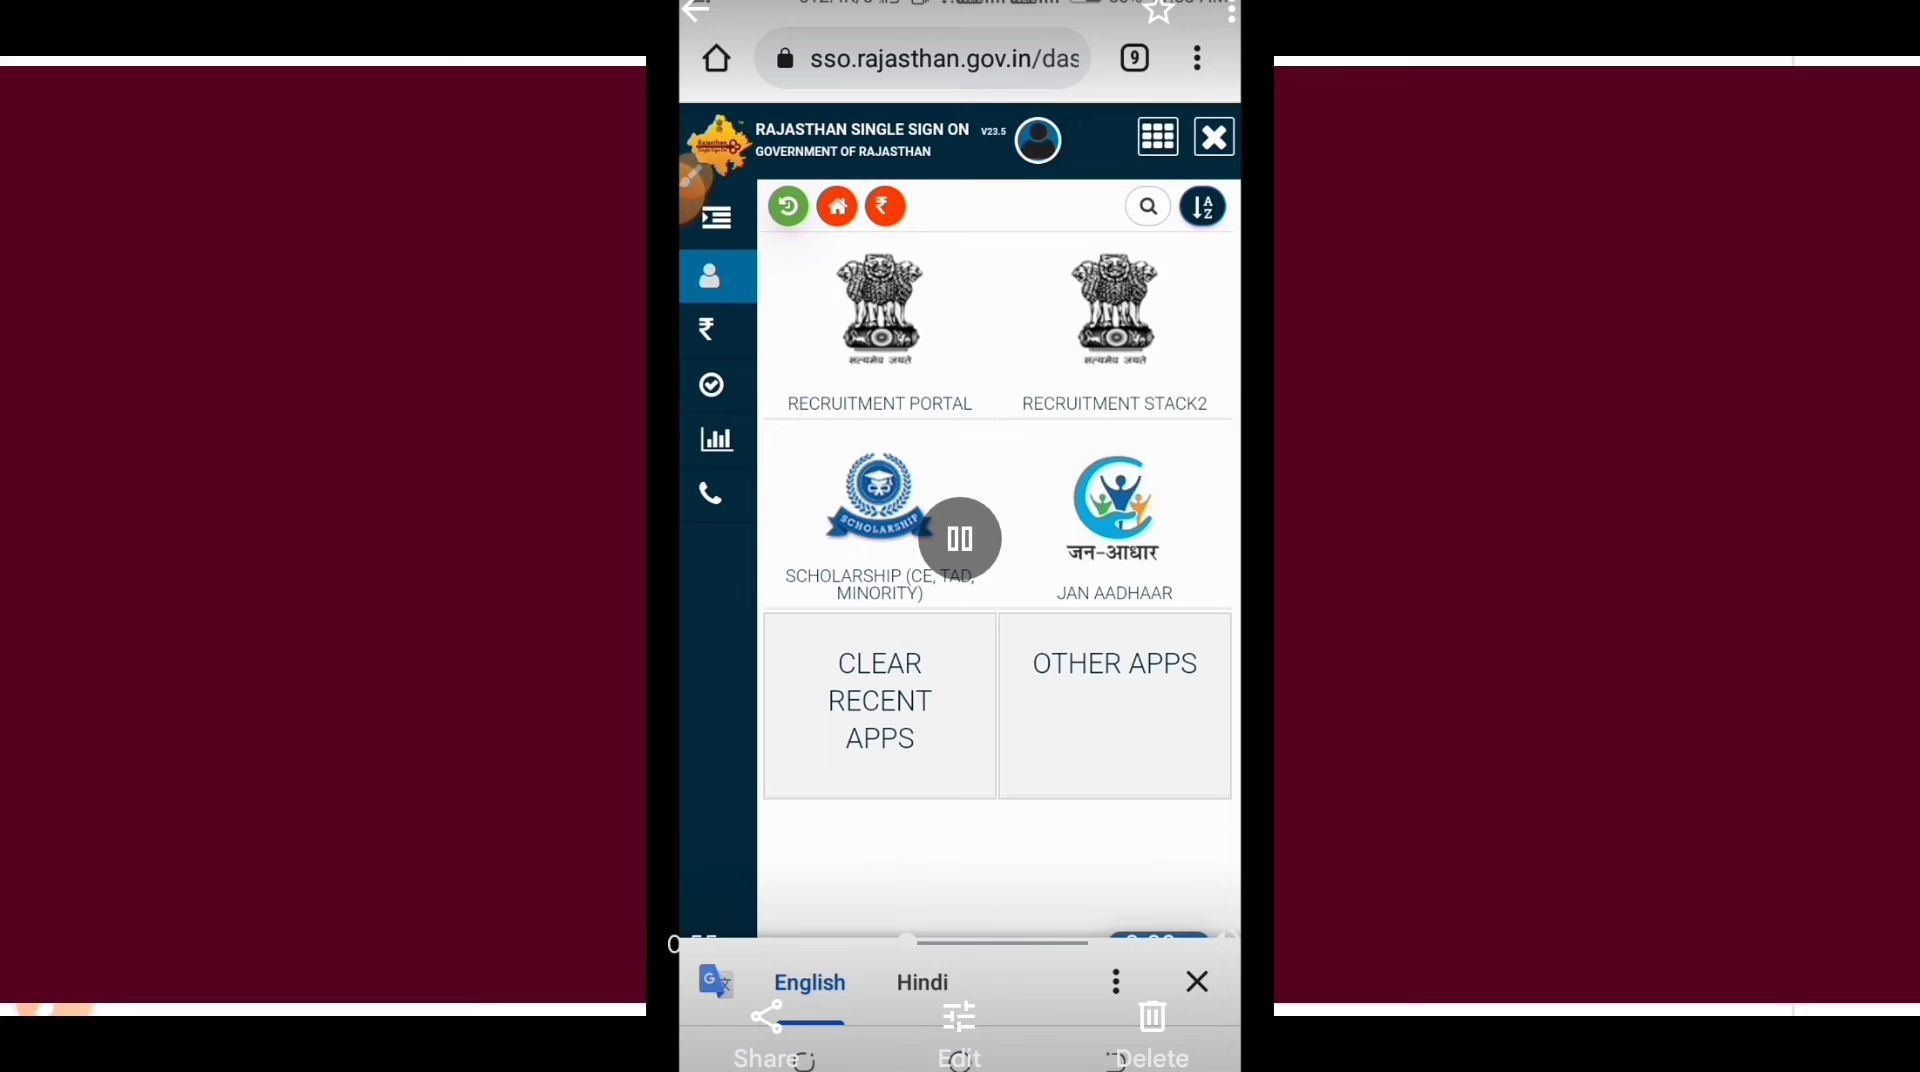 sso.rajasthan.gov.in/das
9
RAJASTHAN SINGLE SIGN ON V23.5
GOVERNMENT OF RAJASTHAN
सत्यमेव जयते
सत्यमेव जयते
RECRUITMENT PORTAL
RECRUITMENT STACK2
SCHOLARSHIP
जन-आधार
SCHOLARSHIP (CE, TAD,
MINORITY)
JAN AADHAAR
CLEAR
RECENT
APPS
OTHER APPS
English
Hindi
Share
Edit
Delete